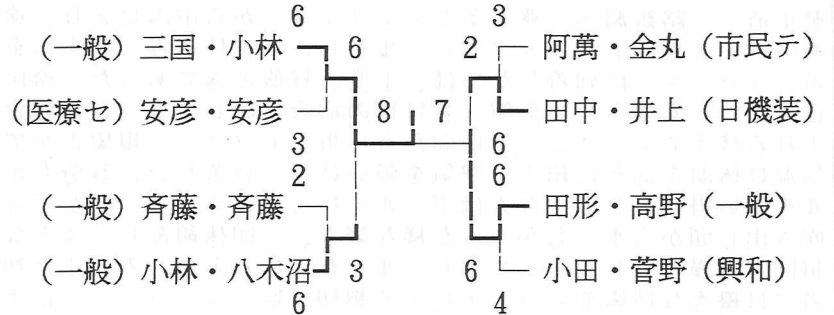 6 3
(一般) 三国・小林 6 2 阿萬・金丸 (市民テ)
(医療セ) 安彦・安彦 8 7 田中・井上 (日機装)
3 6
2 6
(一般) 斉藤・斉藤 田形・高野 (一般)
(一般) 小林・八木沼 3 6 小田・菅野 (興和)
6 4